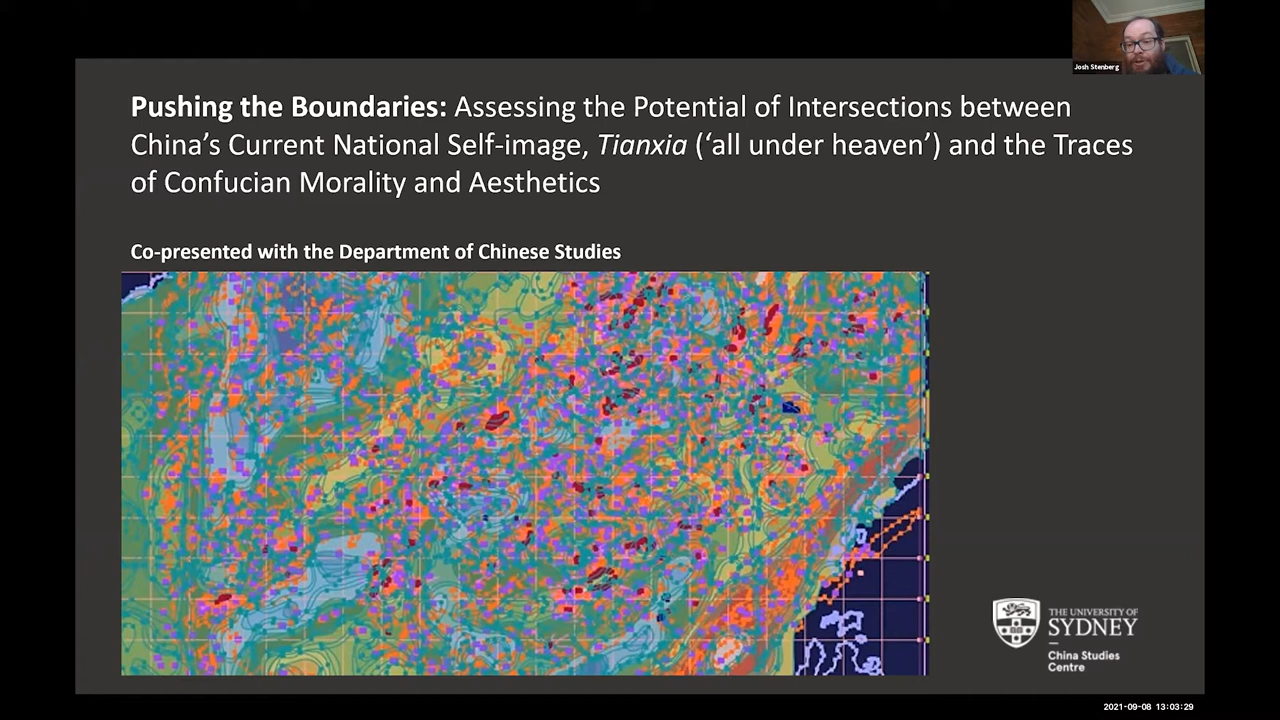 Josh Stenberg
Pushing the Boundaries: Assessing the Potential of Intersections between
China’s Current National Self-image, Tianxia (‘all under heaven’) and the Traces
of Confucian Morality and Aesthetics
Co-presented with the Department of Chinese Studies
THE UNIVERSITY OF
SYDNEY
China Studies
Centre
2021-09-08 13:03:29